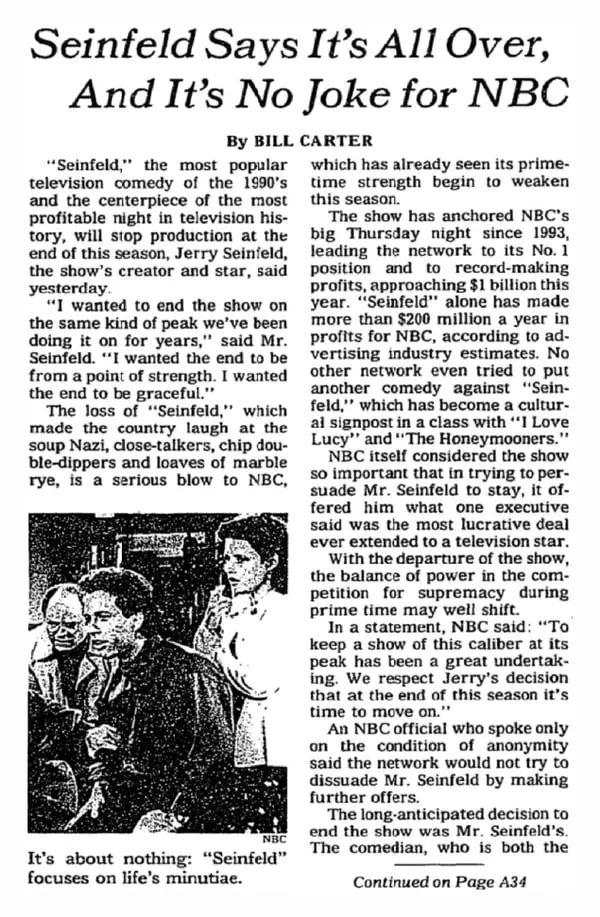 Seinfeld Says It's All Over,
And It's No Joke for NBC
By BILL CARTER
"Seinfeld," the most popular
television comedy of the 1990's
and the centerpiece of the most
profitable night in television his-
tory, will stop production at the
end of this season, Jerry Seinfeld,
the show's creator and star, said
yesterday.
"I wanted to end the show on
the same kind of peak we've been
doing it on for years," said Mr.
Seinfeld. "I wanted the end to be
from a point of strength. I wanted
the end to be graceful."
The loss of "Seinfeld," which
made the country laugh at the
soup Nazi, close-talkers, chip dou-
ble-dippers and loaves of marble
rye, is a serious blow to NBC,
NBC
It's about nothing: "Seinfeld"
focuses on life's minutiae.
which has already seen its prime-
time strength begin to weaken
this season.
The show has anchored NBC's
big Thursday night since 1993,
leading the network to its No. 1
position and to record-making
profits, approaching $1 billion this
year. "Seinfeld" alone has made
more than $200 million a year in
profits for NBC, according to ad-
vertising industry estimates. No
other network even tried to put
another comedy against "Sein-
feld," which has become a cultur-
al signpost in a class with "I Love
Lucy" and "The Honeymooners."
NBC itself considered the show
so important that in trying to per-
suade Mr. Seinfeld to stay, it of-
fered him what one executive
said was the most lucrative deal
ever extended to a television star.
With the departure of the show,
the balance of power in the com-
petition for supremacy during
prime time may well shift.
In a statement, NBC said: "To
keep a show of this caliber at its
peak has been a great undertak-
ing. We respect Jerry's decision
that at the end of this season it's
time to move on."
An NBC official who spoke only
on the condition of anonymity
said the network would not try to
dissuade Mr. Seinfeld by making
further offers.
The long-anticipated decision to
end the show was Mr. Seinfeld's.
The comedian, who is both the
Continued on Page A34